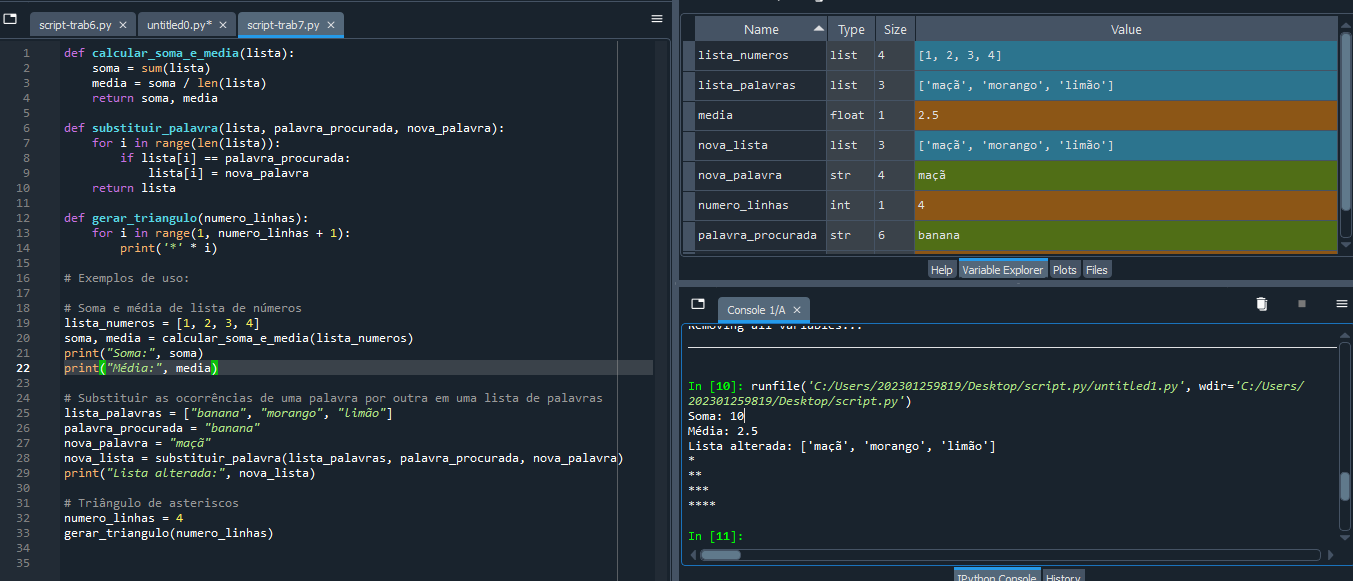 script-trab6.py
untitled0.py*
script-trab7.py
1 def calcular_soma_e_media(lista):
2     soma = sum(lista)
3     media = soma / len(lista)
4     return soma, media
5
6 def substituir_palavra(lista, palavra_procurada, nova_palavra):
7     for i in range(len(lista)):
8         if lista[i] == palavra_procurada:
9             lista[i] = nova_palavra
10     return lista
11
12 def gerar_triangulo(numero_linhas):
13     for i in range(1, numero_linhas + 1):
14         print('*' * i)
15
16 # Exemplos de uso:
17
18 # Soma e média de lista de números
19 lista_numeros = [1, 2, 3, 4]
20 soma, media = calcular_soma_e_media(lista_numeros)
21 print("Soma:", soma)
22 print("Média:", media)
23
24 # Substituir as ocorrências de uma palavra por outra em uma lista de palavras
25 lista_palavras = ["banana", "morango", "limão"]
26 palavra_procurada = "banana"
27 nova_palavra = "maçã"
28 nova_lista = substituir_palavra(lista_palavras, palavra_procurada, nova_palavra)
29 print("Lista alterada:", nova_lista)
30
31 # Triângulo de asteriscos
32 numero_linhas = 4
33 gerar_triangulo(numero_linhas)
34
35
Name Type Size Value
lista_numeros list 4 [1, 2, 3, 4]
lista_palavras list 3 ['maçã', 'morango', 'limão']
media float 1 2.5
nova_lista list 3 ['maçã', 'morango', 'limão']
nova_palavra str 4 maçã
numero_linhas int 1 4
palavra_procurada str 6 banana
Help Variable Explorer Plots Files
Console 1/A
Removing all variables...
In [10]: runfile('C:/Users/202301259819/Desktop/script.py/untitled1.py', wdir='C:/Users/
202301259819/Desktop/script.py')
Soma: 10
Média: 2.5
Lista alterada: ['maçã', 'morango', 'limão']
*
**
***
****
In [11]:
IPython Console History